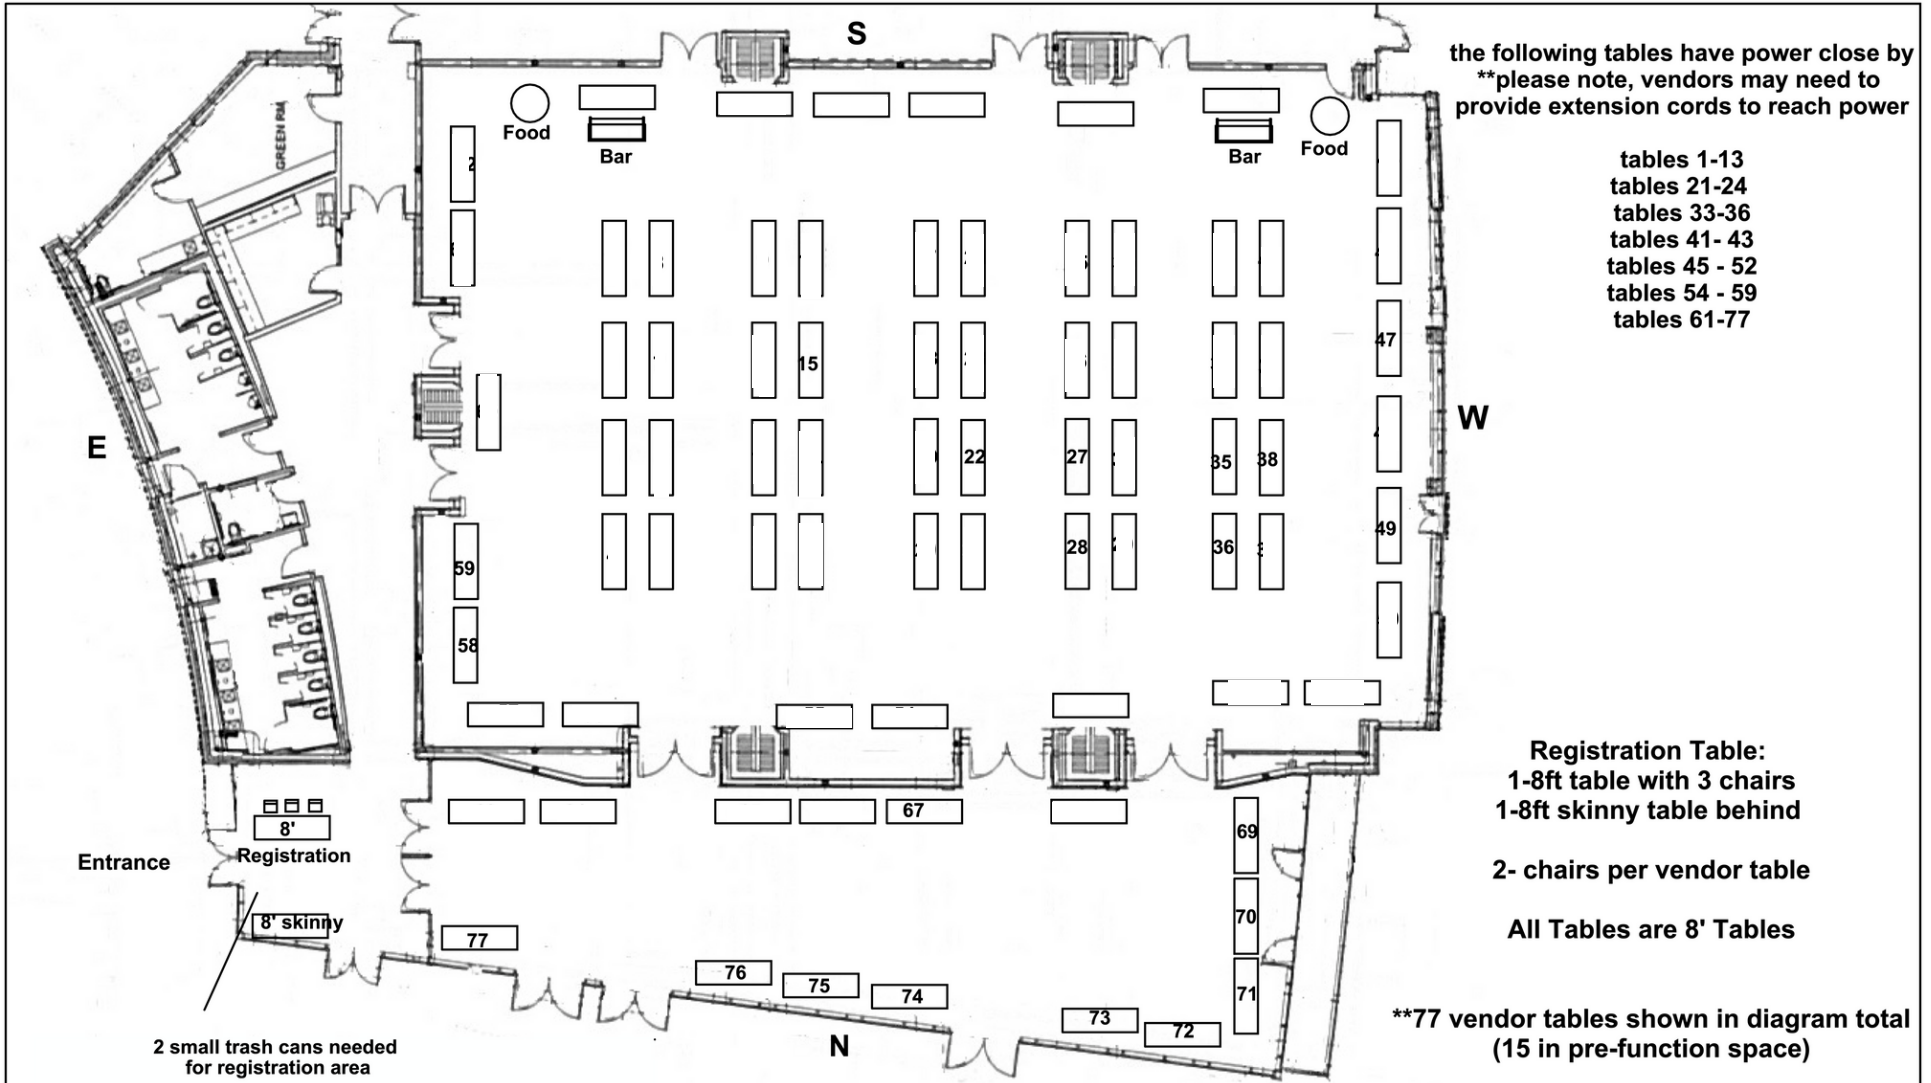 S
the following tables have power close by
**please note, vendors may need to
provide extension cords to reach power
tables 1-13
tables 21-24
tables 33-36
tables 41- 43
tables 45 - 52
tables 54 - 59
tables 61-77
GREEN RM
Food
Bar
Bar
Food
15
47
E
W
22
27
35
38
49
28
36
59
58
Registration Table:
1-8ft table with 3 chairs
1-8ft skinny table behind
67
8'
69
Entrance
Registration
2- chairs per vendor table
8' skinny
70
77
All Tables are 8' Tables
76
75
74
71
73
72
**77 vendor tables shown in diagram total
(15 in pre-function space)
N
2 small trash cans needed
for registration area